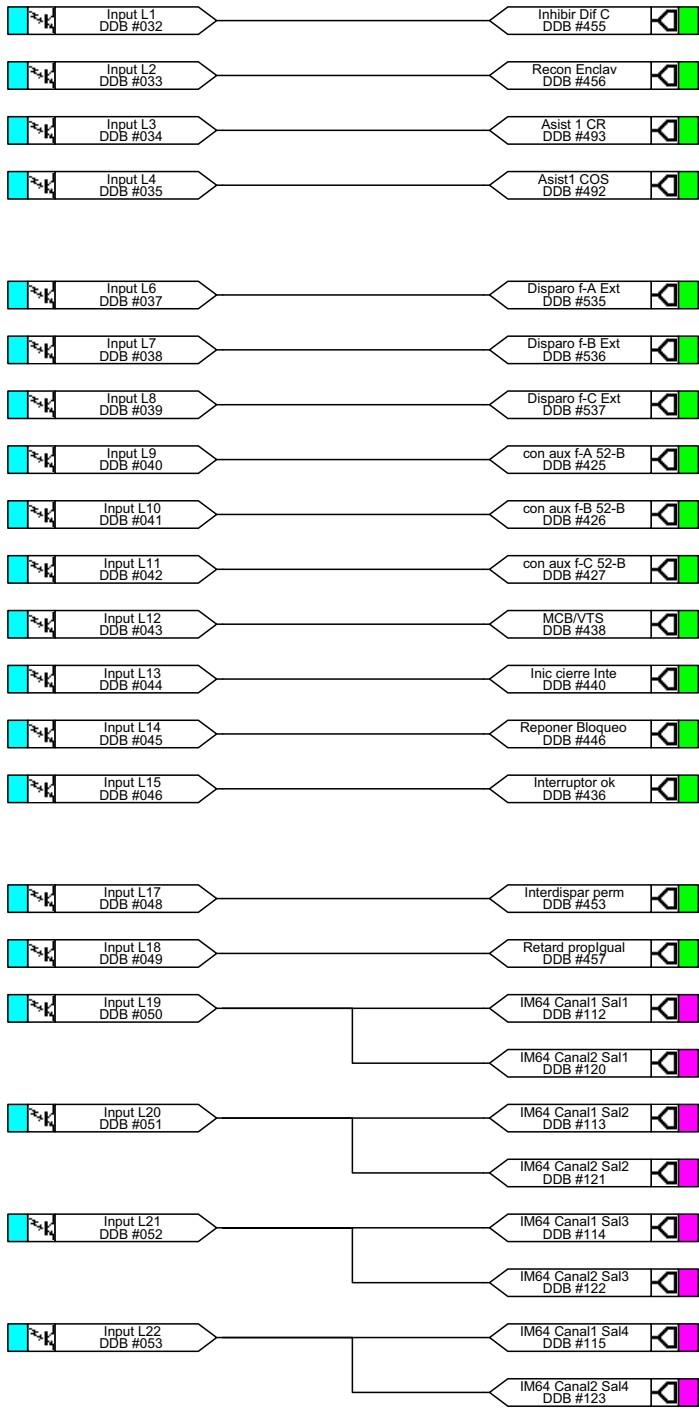 Input L1
DDB #032
Inhibir Dif C
DDB #455
Input L2
DDB #033
Recon Enclav
DDB #456
Input L3
DDB #034
Asist 1 CR
DDB #493
Input L4
DDB #035
Asist1 COS
DDB #492
Input L6
DDB #037
Disparo f-A Ext
DDB #535
Input L7
DDB #038
Disparo f-B Ext
DDB #536
Input L8
DDB #039
Disparo f-C Ext
DDB #537
Input L9
DDB #040
con aux f-A 52-B
DDB #425
Input L10
DDB #041
con aux f-B 52-B
DDB #426
Input L11
DDB #042
con aux f-C 52-B
DDB #427
Input L12
DDB #043
MCB/VTS
DDB #438
Input L13
DDB #044
Inic cierre Inte
DDB #440
Input L14
DDB #045
Reponer Bloqueo
DDB #446
Input L15
DDB #046
Interruptor ok
DDB #436
Input L17
DDB #048
Interdispar perm
DDB #453
Input L18
DDB #049
Retard propIgual
DDB #457
Input L19
DDB #050
IM64 Canal1 Sal1
DDB #112
IM64 Canal2 Sal1
DDB #120
Input L20
DDB #051
IM64 Canal1 Sal2
DDB #113
IM64 Canal2 Sal2
DDB #121
Input L21
DDB #052
IM64 Canal1 Sal3
DDB #114
IM64 Canal2 Sal3
DDB #122
Input L22
DDB #053
IM64 Canal1 Sal4
DDB #115
IM64 Canal2 Sal4
DDB #123